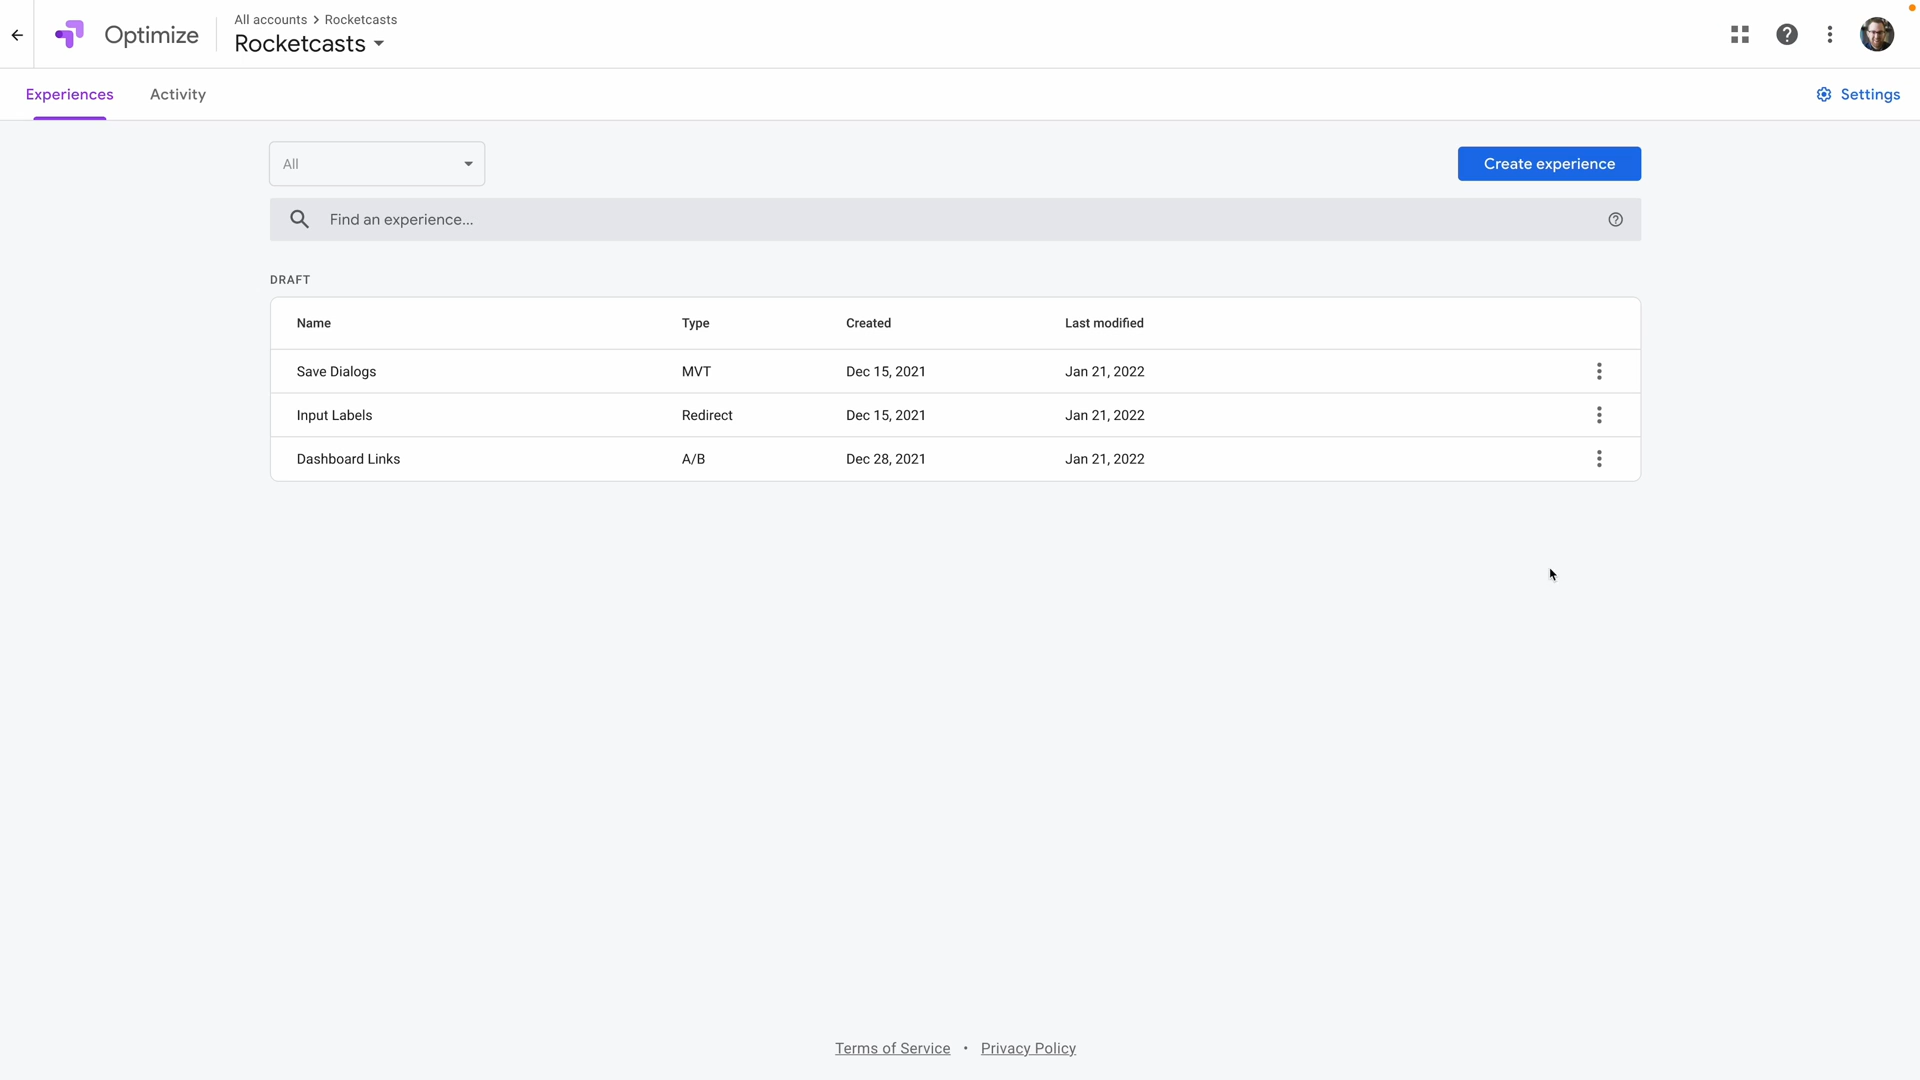 Optimize
All accounts > Rocketcasts
Rocketcasts
Experiences
Activity
Settings
All
Create experience
Find an experience...
DRAFT
Name Type Created Last modified
Save Dialogs MVT Dec 15, 2021 Jan 21, 2022
Input Labels Redirect Dec 15, 2021 Jan 21, 2022
Dashboard Links A/B Dec 28, 2021 Jan 21, 2022
Terms of Service • Privacy Policy